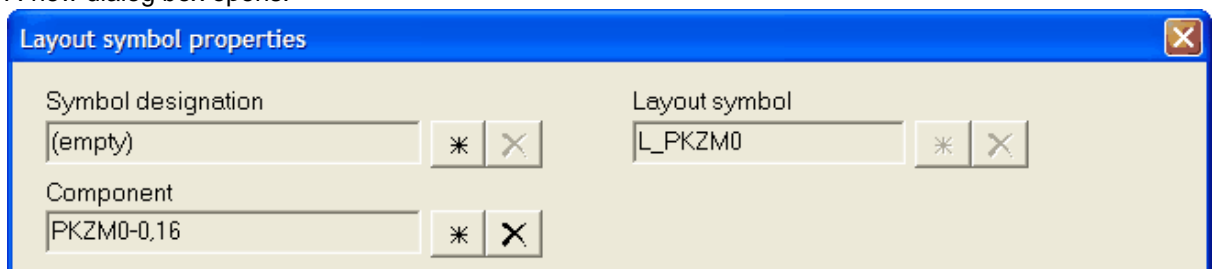 A new dialog box opens.
Layout symbol properties
Symbol designation
Layout symbol
(empty)
L_PKZM0
Component
PKZM0-0,16